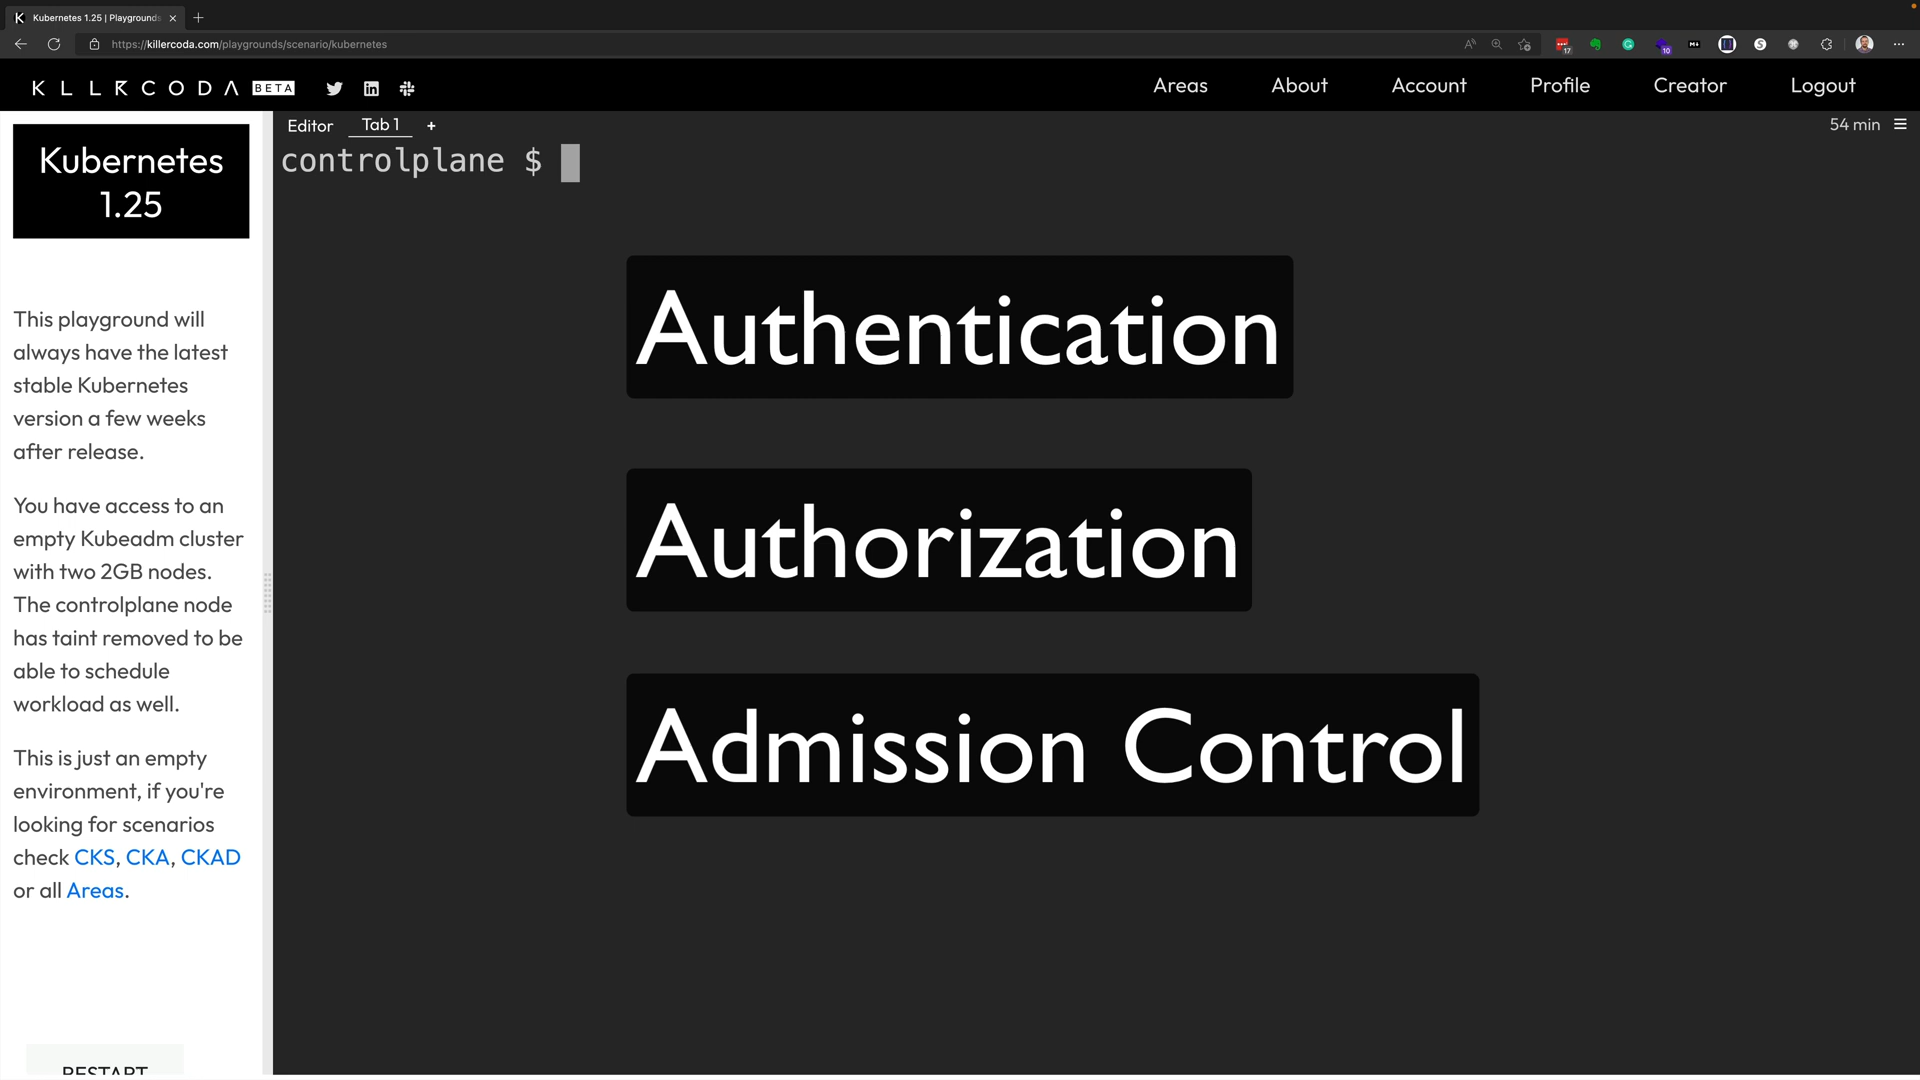 Kubernetes 1.25 | Playgrounds
https://killercoda.com/playgrounds/scenario/kubernetes
17
10
KLLRCODA BETA
Areas About Account Profile Creator Logout
Editor Tab 1 +
54 min
Kubernetes
1.25
controlplane $
This playground will
always have the latest
stable Kubernetes
version a few weeks
after release.
You have access to an
empty Kubeadm cluster
with two 2GB nodes.
The controlplane node
has taint removed to be
able to schedule
workload as well.
This is just an empty
environment, if you're
looking for scenarios
check CKS, CKA, CKAD
or all Areas.
RESTART
Authentication
Authorization
Admission Control